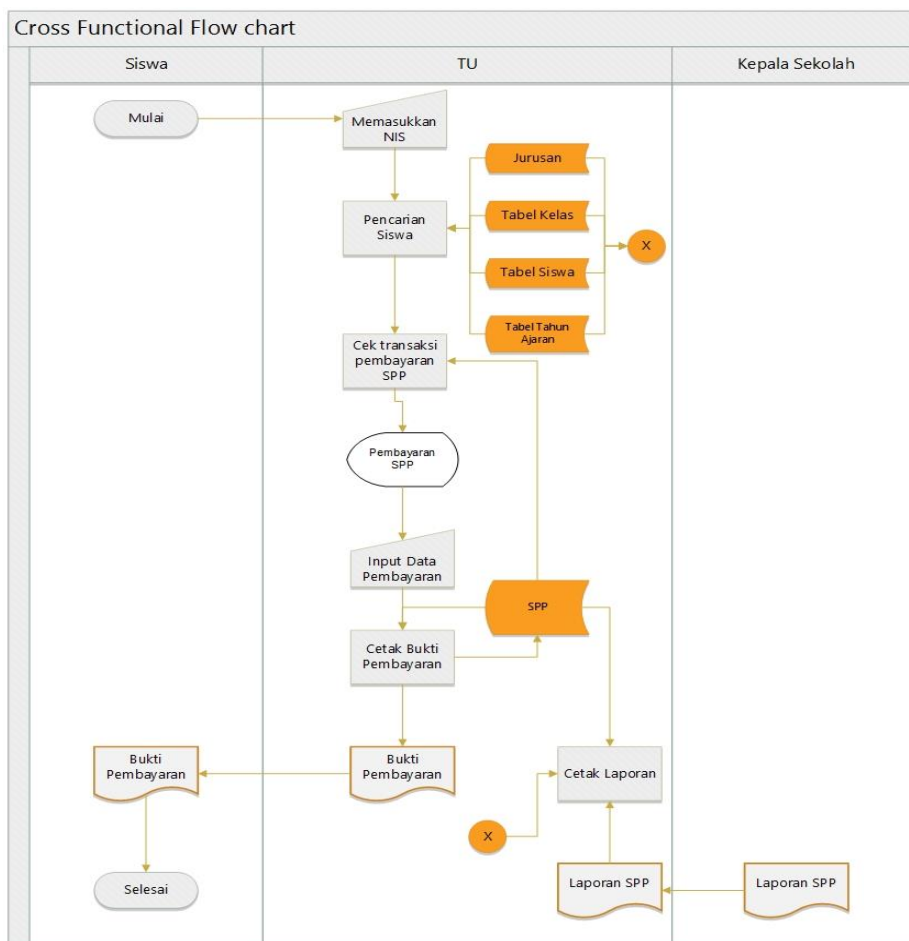 Cross Functional Flow chart
Siswa
TU
Kepala Sekolah
Mulai
Memasukkan
NIS
Jurusan
Pencarian
Siswa
Tabel Kelas
X
Tabel Siswa
Tabel Tahun
Ajaran
Cek transaksi
pembayaran
SPP
Pembayaran
SPP
Input Data
Pembayaran
SPP
Cetak Bukti
Pembayaran
Bukti
Pembayaran
Bukti
Pembayaran
Cetak Laporan
X
Selesai
Laporan SPP
Laporan SPP